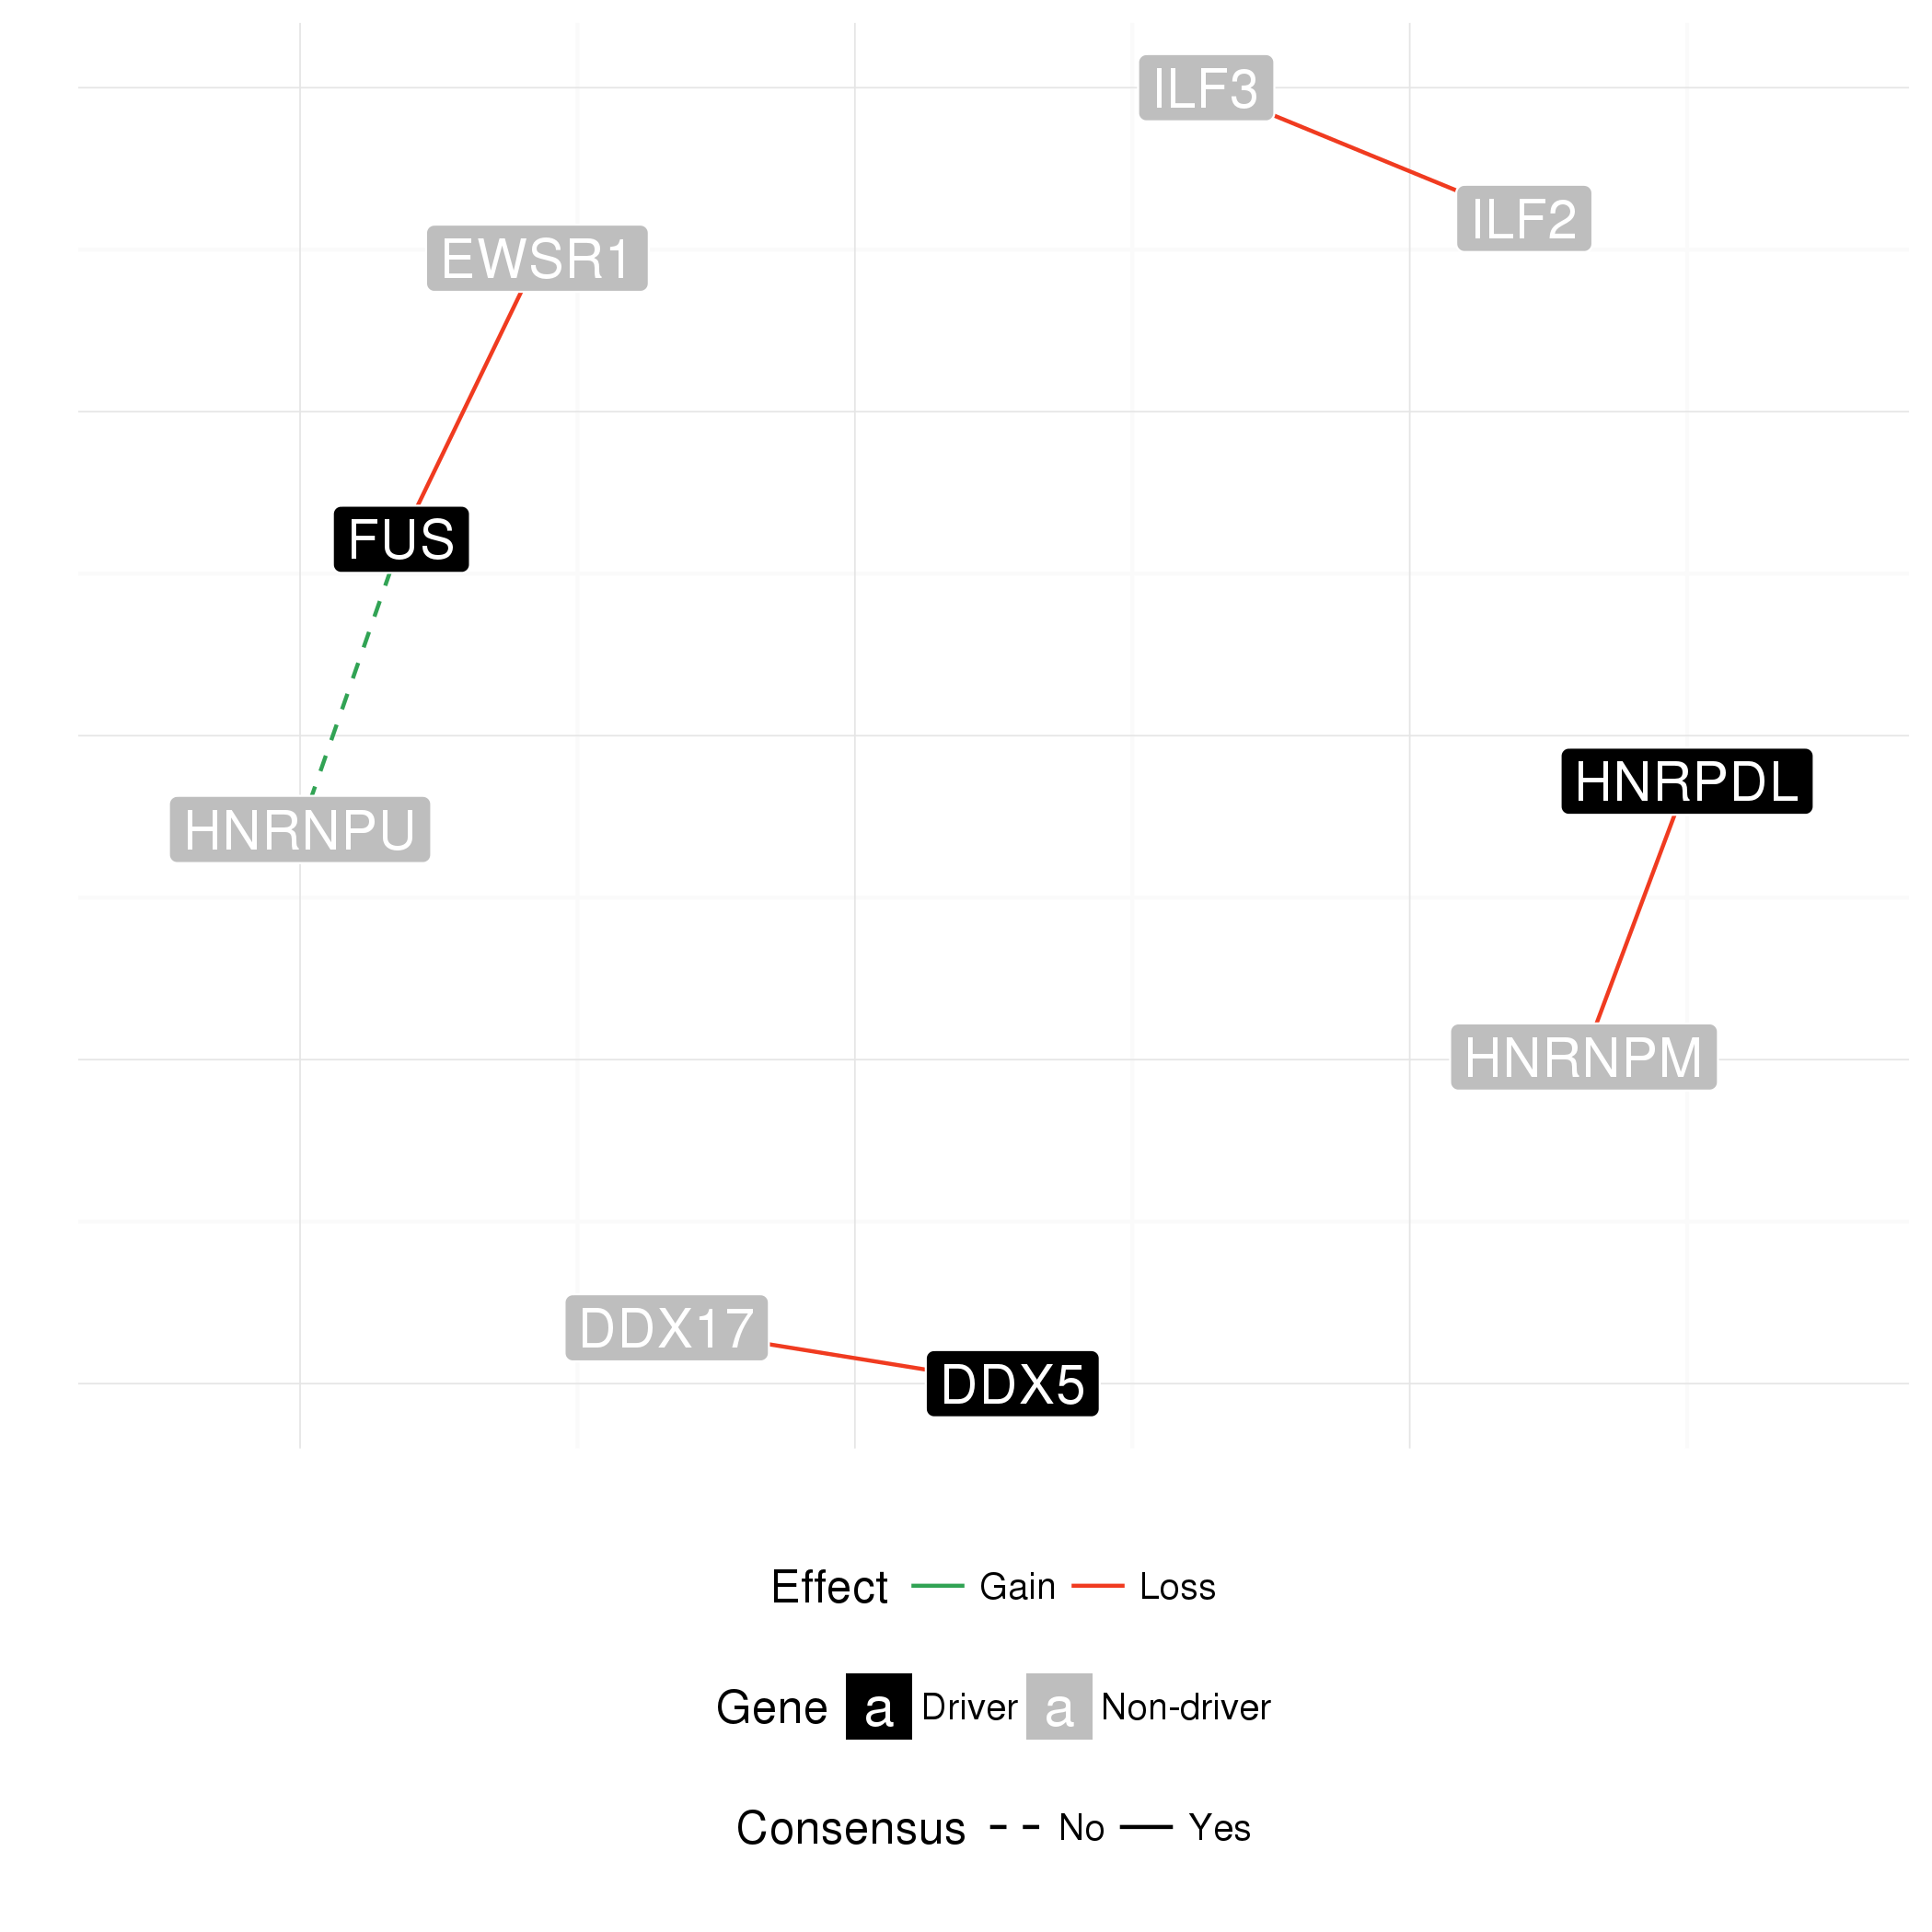 ILF3
ILF2
EWSR1
FUS
HNRPDL
HNRNPU
HNRNPM
DDX17
DDX5
Effect Gain Loss
Gene a Driver a Non-driver
Consensus No Yes